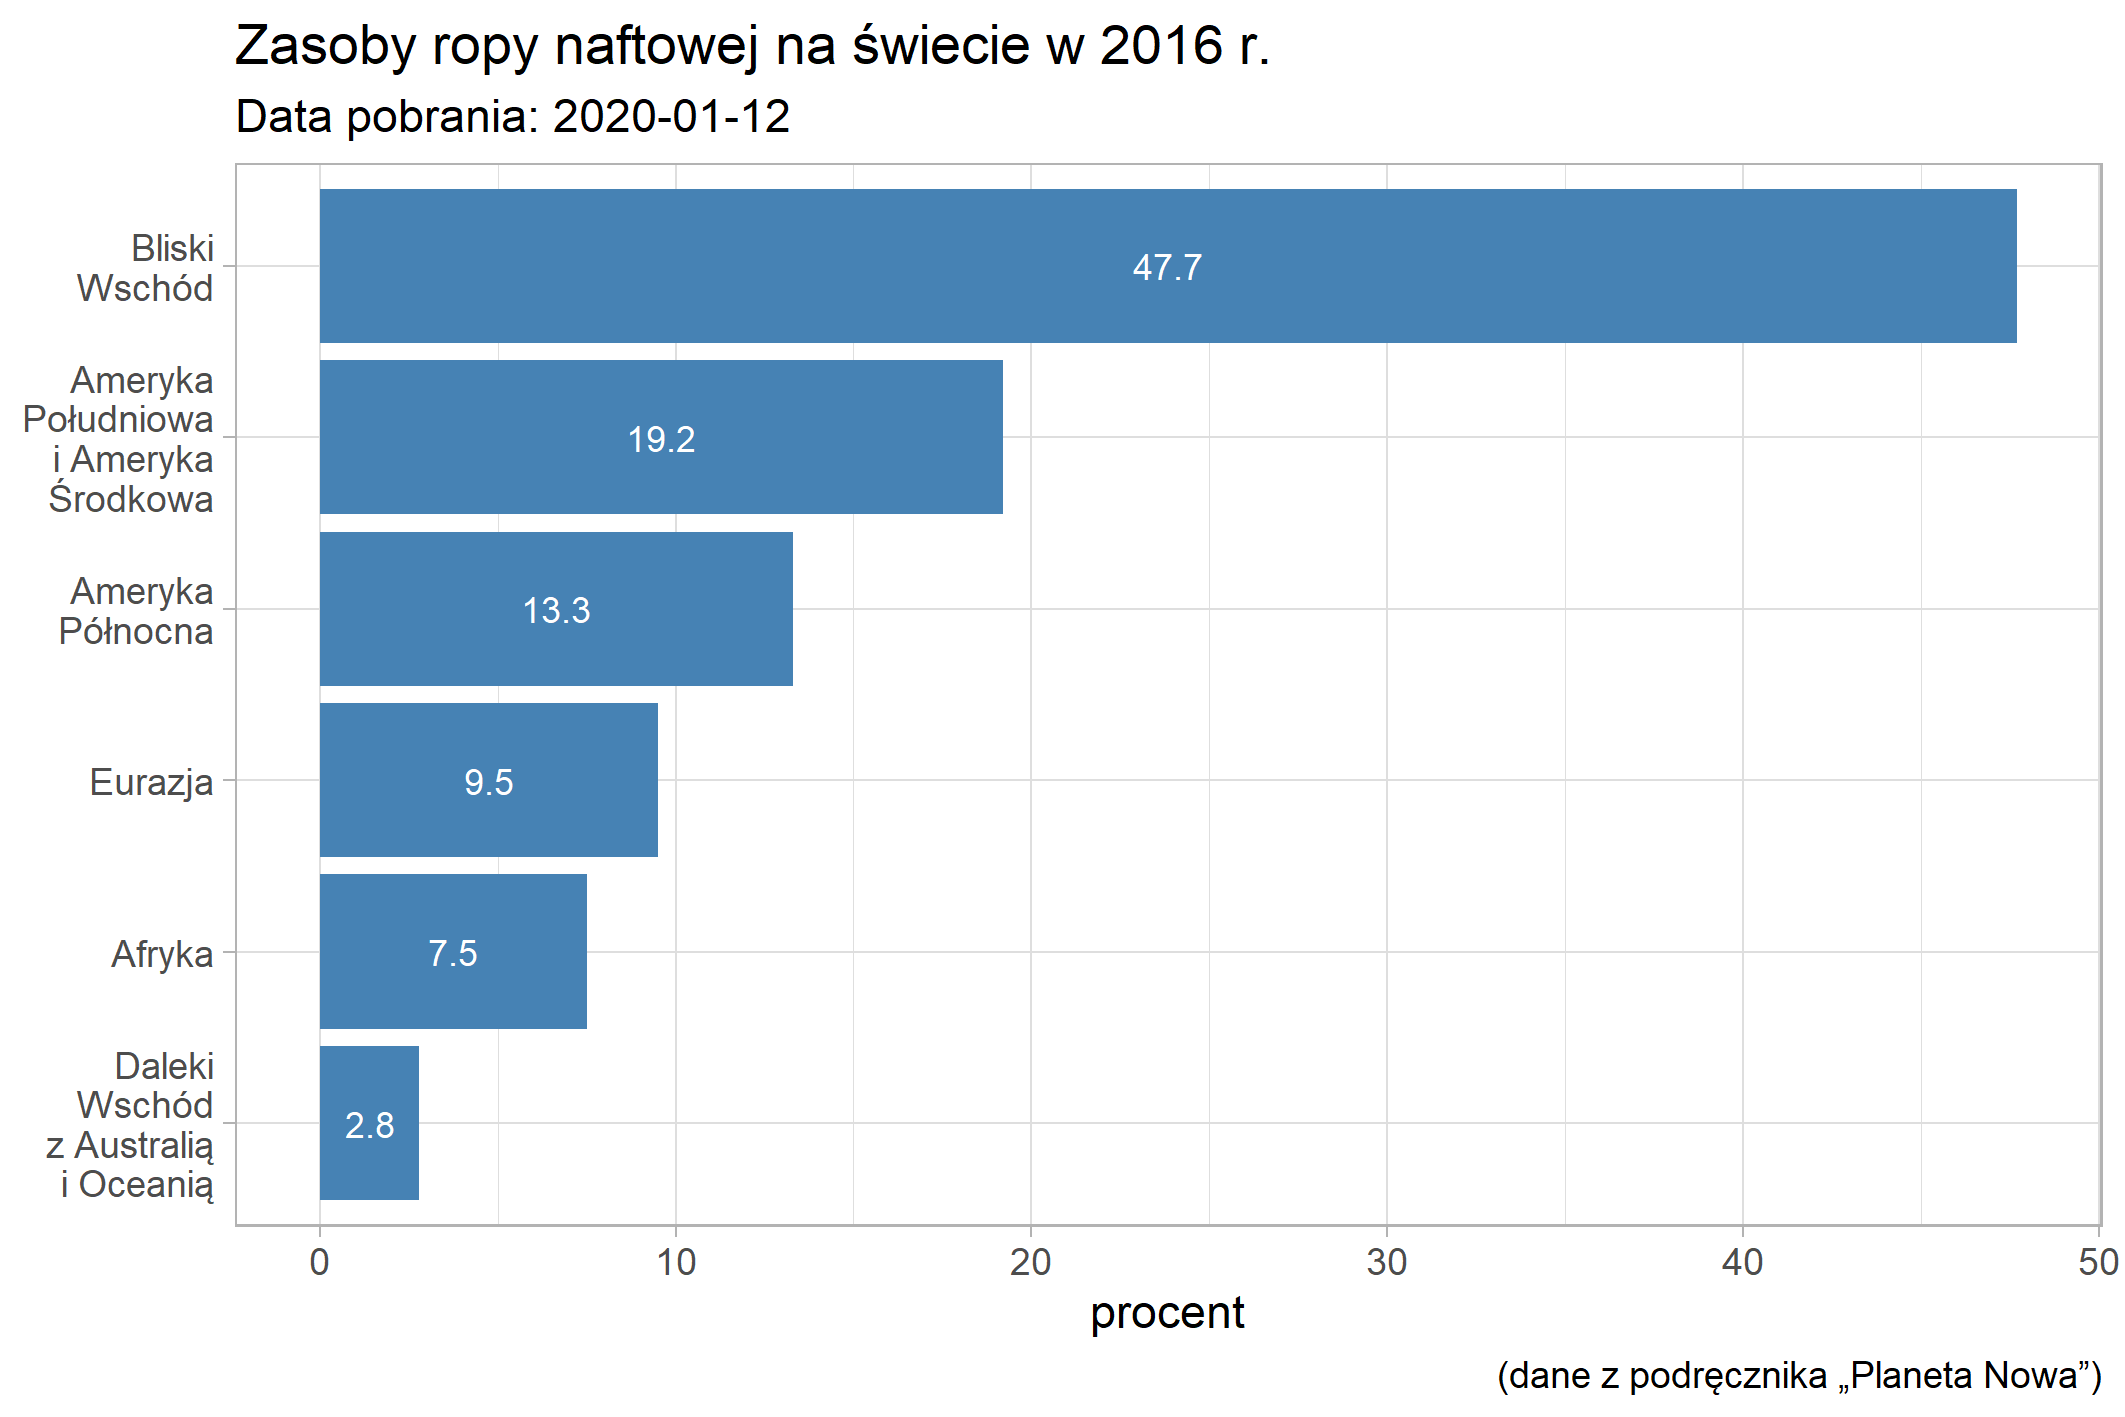 Zasoby ropy naftowej na świecie w 2016 r.
Data pobrania: 2020-01-12
Bliski
Wschód
47.7
Ameryka
Południowa
i Ameryka
Środkowa
19.2
Ameryka
Północna
13.3
Eurazja
9.5
Afryka
7.5
Daleki
Wschód
z Australią
i Oceanią
2.8
0 10 20 30 40 50
procent
(dane z podręcznika „Planeta Nowa”)